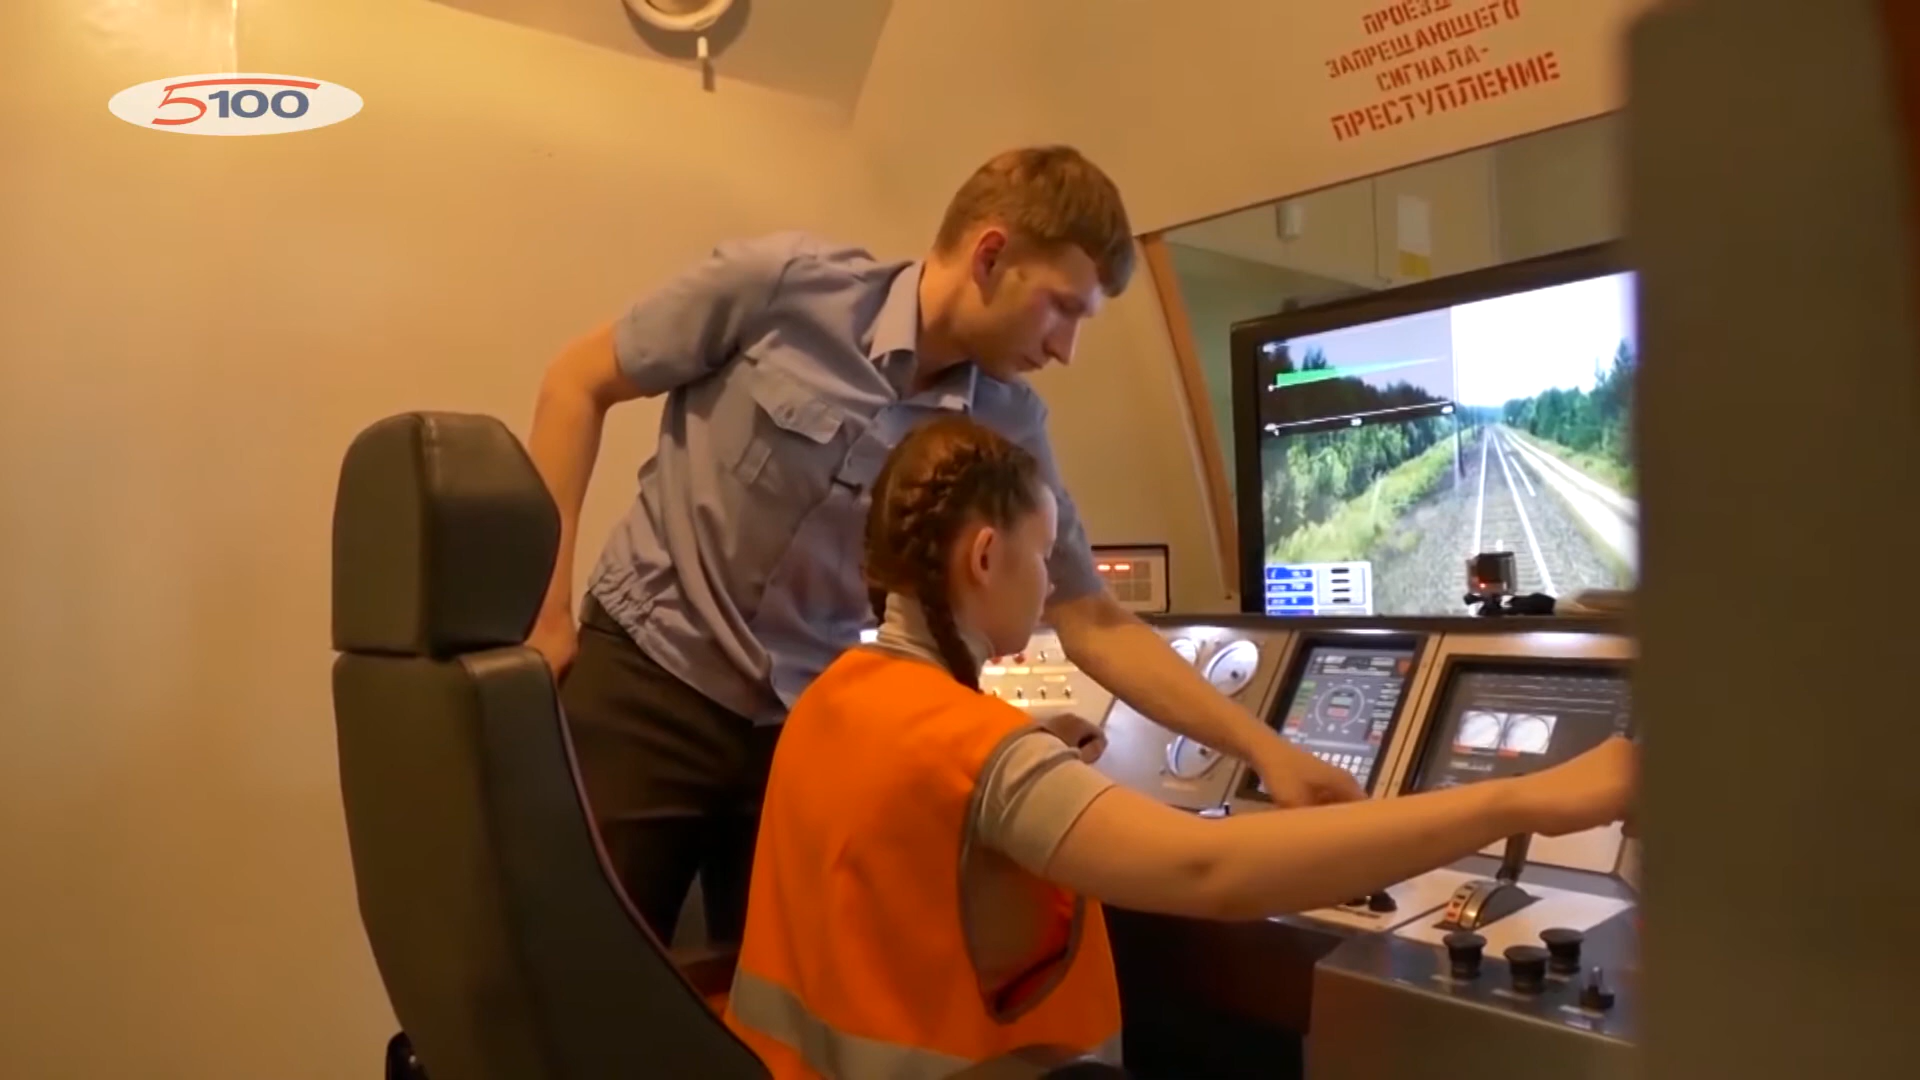 5100
ПРОЕЗД
ЗАПРЕЩАЮЩЕГО
СИГНАЛА-
ПРЕСТУПЛЕНИЕ